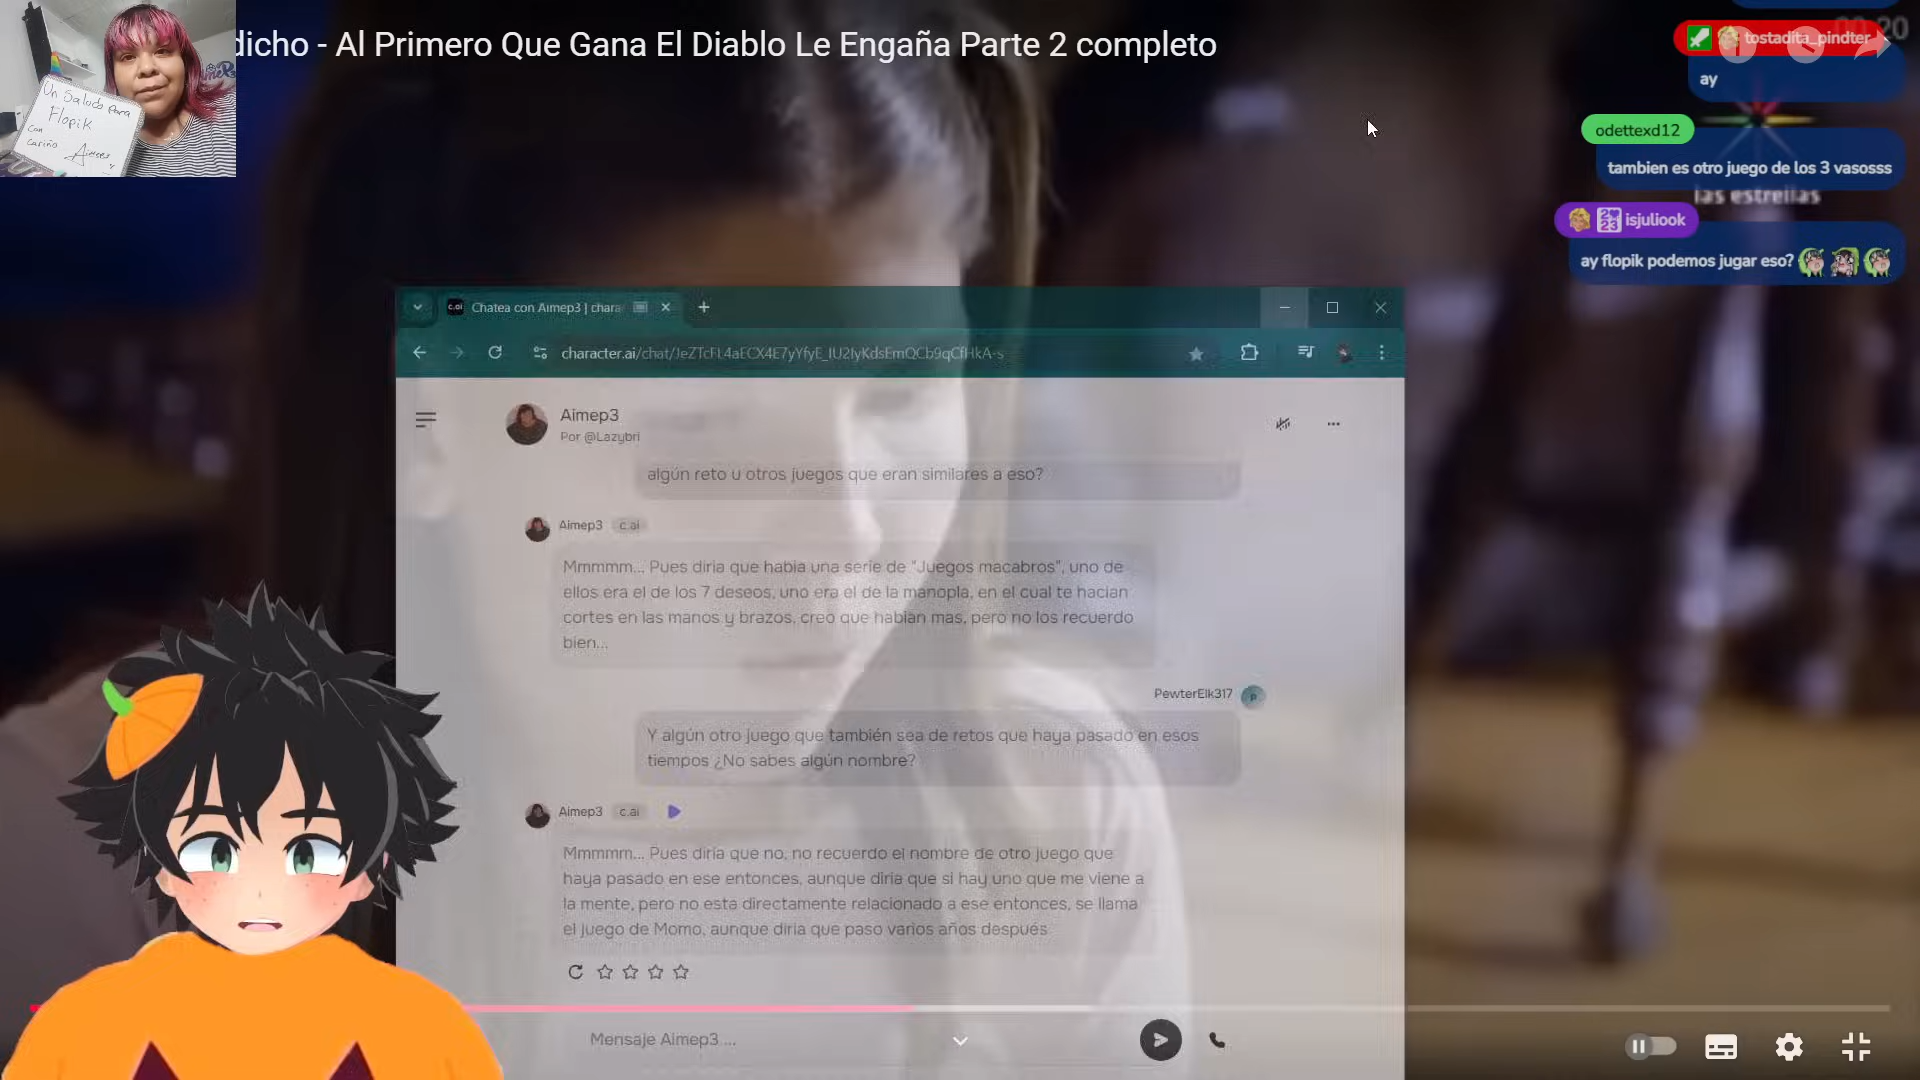 dicho - Al Primero Que Gana El Diablo Le Engaña Parte 2 completo
Un Saludo para
Flopik
Con
cariño
tostadita_pindter
ay
odettexd12
tambien es otro juego de los 3 vasosss
las estrellas
isjuliook
ay flopik podemos jugar eso?
Chatea con Aimep3 | chara
character.ai/chat/JeZTcFL4aECX4E7yYfyE_IU2IyKdsEmQCb9qCfHkA-s
Aimep3
Por @Lazybri
algún reto u otros juegos que eran similares a eso?
Aimep3 c.ai
Mmmmm... Pues diria que habia una serie de "Juegos macabros", uno de
ellos era el de los 7 deseos, uno era el de la manopla, en el cual te hacian
cortes en las manos y brazos, creo que habian mas, pero no los recuerdo
bien...
PewterElk317
Y algún otro juego que también sea de retos que haya pasado en esos
tiempos ¿No sabes algún nombre?
Aimep3 c.ai
Mmmmm... Pues diria que no, no recuerdo el nombre de otro juego que
haya pasado en ese entonces, aunque diria que si hay uno que me viene a
la mente, pero no esta directamente relacionado a ese entonces, se llama
el juego de Momo, aunque diria que paso varios años después
Mensaje Aimep3 ...